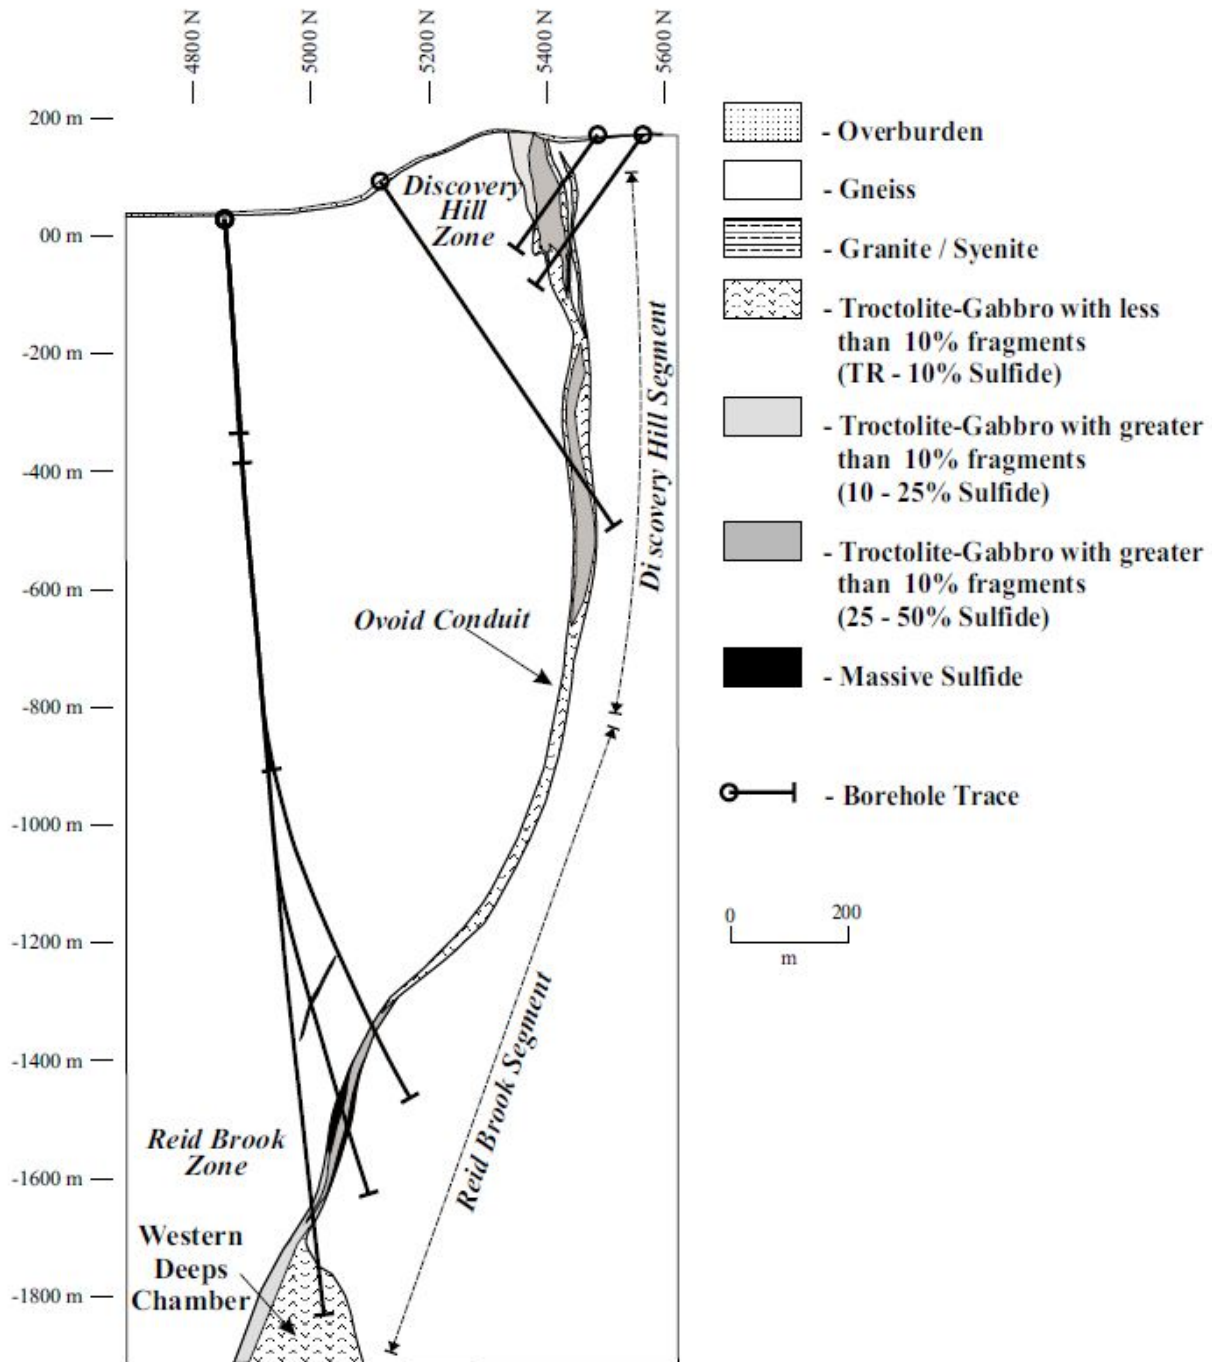 4800 N
5000 N
5200 N
5400 N
5600 N
200 m
00 m
-200 m
-400 m
-600 m
-800 m
-1000 m
-1200 m
-1400 m
-1600 m
-1800 m
Discovery
Hill
Zone
Discovery Hill Segment
Ovoid Conduit
Reid Brook Segment
Reid Brook
Zone
Western
Deeps
Chamber
- Overburden
- Gneiss
- Granite / Syenite
- Troctolite-Gabbro with less
than 10% fragments
(TR - 10% Sulfide)
- Troctolite-Gabbro with greater
than 10% fragments
(10 - 25% Sulfide)
- Troctolite-Gabbro with greater
than 10% fragments
(25 - 50% Sulfide)
- Massive Sulfide
- Borehole Trace
0 200
m